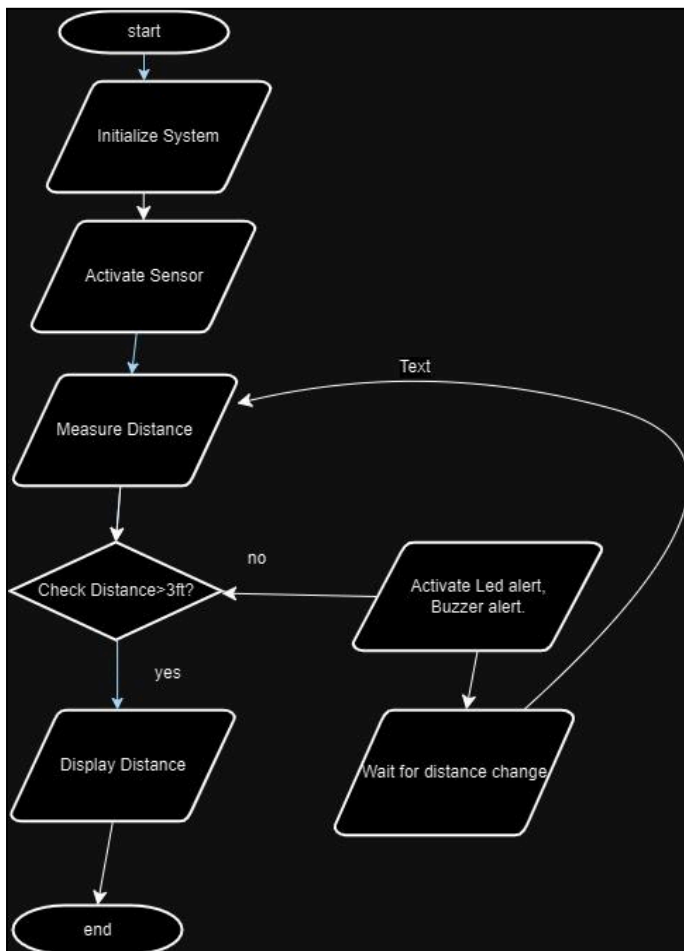 start
Initialize System
Activate Sensor
Text
Measure Distance
no
Check Distance>3ft?
Activate Led alert,
Buzzer alert.
yes
Display Distance
Wait for distance change
end